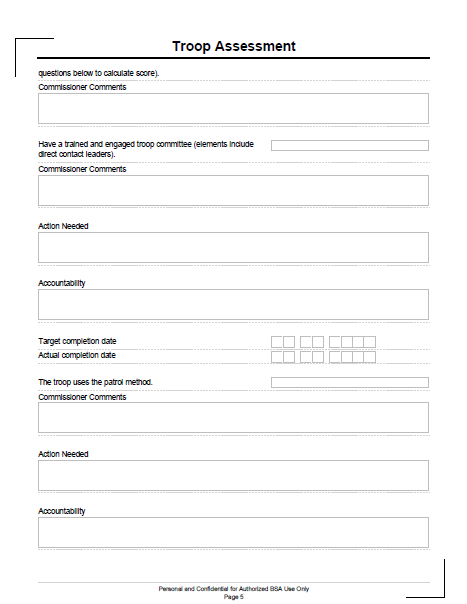 Troop Assessment
questions below to calculate score).
Commissioner Comments
Have a trained and engaged troop committee (elements include
direct contact leaders).
Commissioner Comments
Action Needed
Accountability
Target completion date
Actual completion date
The troop uses the patrol method.
Commissioner Comments
Action Needed
Accountability
Personal and Confidential for Authorized BSA Use Only
Page 5